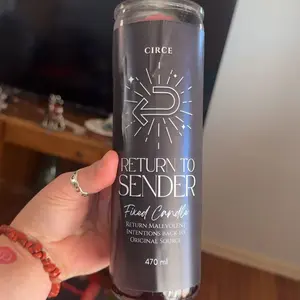 CIRCE
RETURN TO
SENDER
Fixed Candle
RETURN MALEVOLENT
INTENTIONS BACK TO
ORIGINAL SOURCE
470 ml